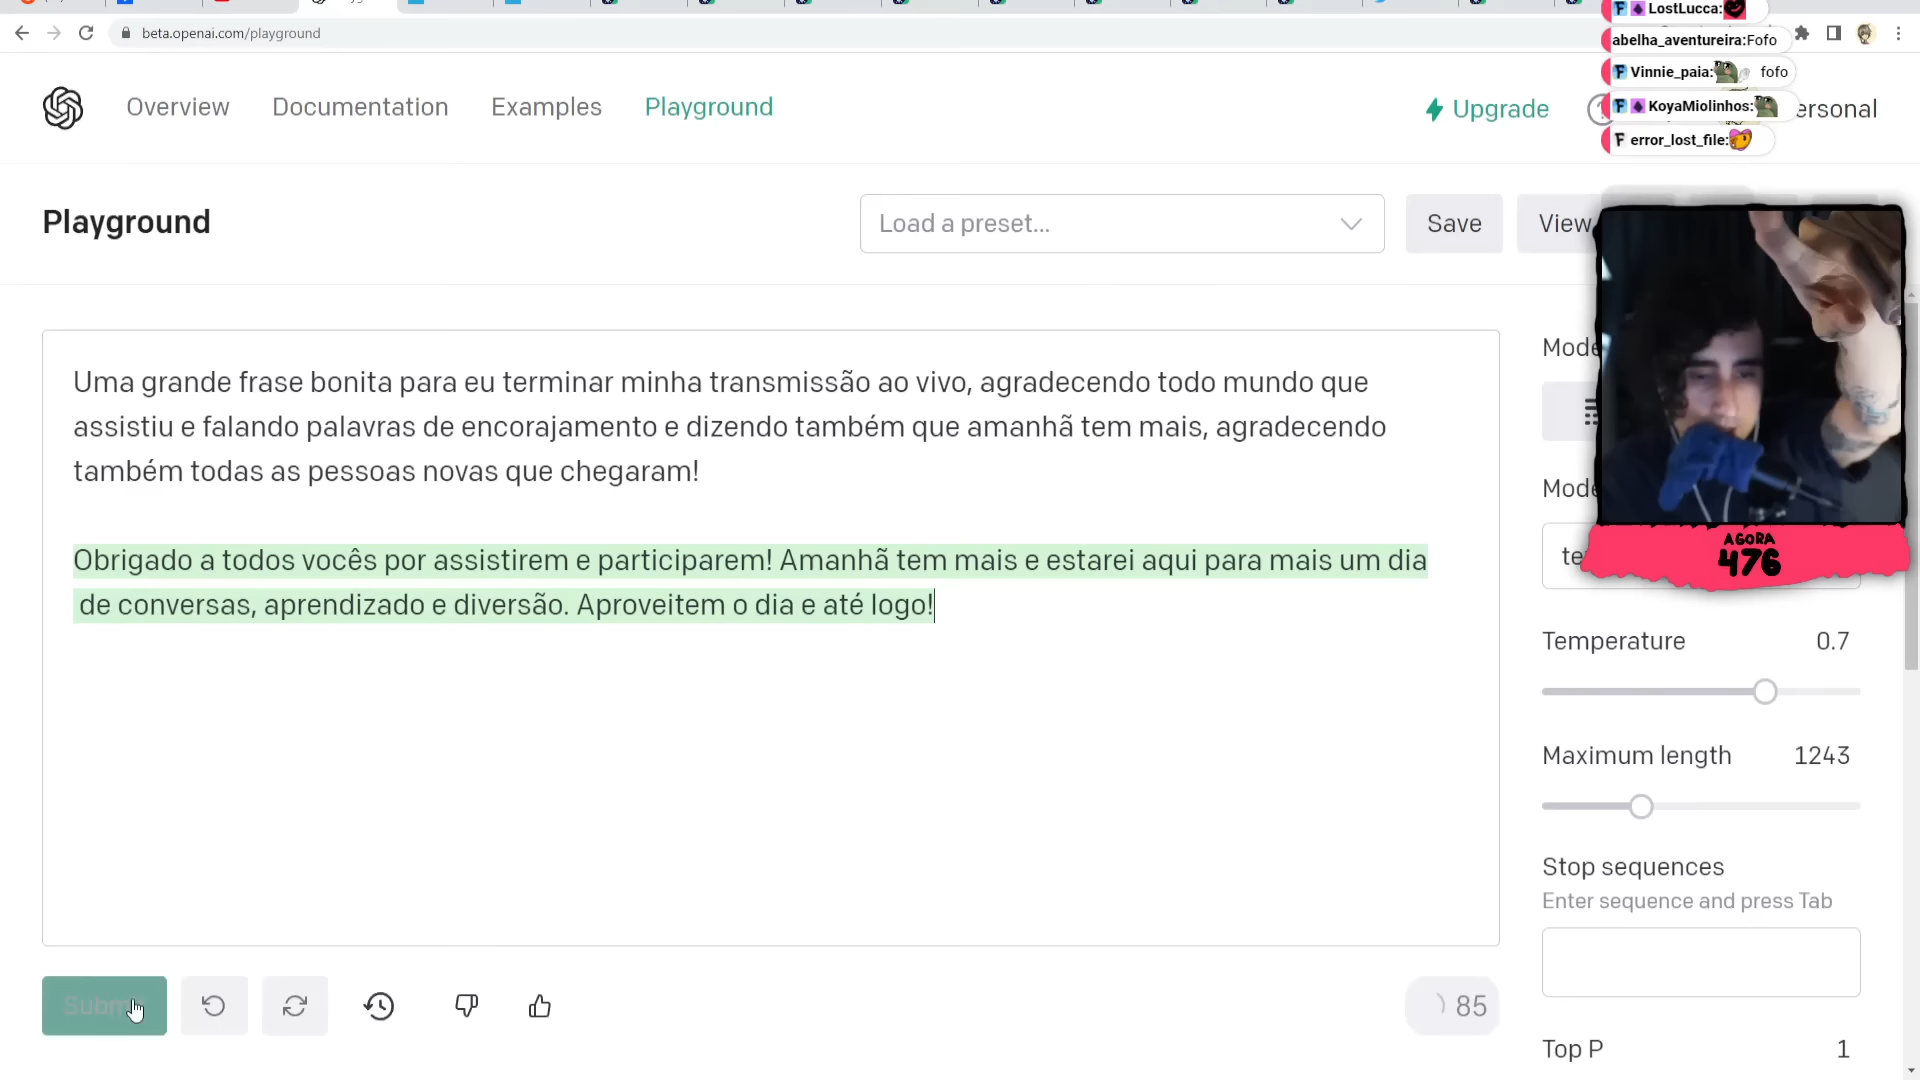 LostLucca:
beta.openai.com/playground
abelha_aventureira:Fofo
Vinnie_paia: fofo
Overview Documentation Examples Playground
Upgrade
KoyaMiolinhos:
ersonal
error_lost_file:
Playground
Load a preset...
Save
View
Uma grande frase bonita para eu terminar minha transmissão ao vivo, agradecendo todo mundo que
assistiu e falando palavras de encorajamento e dizendo também que amanhã tem mais, agradecendo
também todas as pessoas novas que chegaram!
Obrigado a todos vocês por assistirem e participarem! Amanhã tem mais e estarei aqui para mais um dia
de conversas, aprendizado e diversão. Aproveitem o dia e até logo!
Mode
Mode
te
AGORA
476
Temperature 0.7
Maximum length 1243
Stop sequences
Enter sequence and press Tab
Submit
85
Top P 1